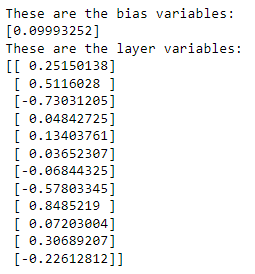 These are the bias variables:
[0.09993252]
These are the layer variables:
[[ 0.25150138]
 [ 0.5116028 ]
 [-0.73031205]
 [ 0.04842725]
 [ 0.13403761]
 [ 0.03652307]
 [-0.06844325]
 [-0.57803345]
 [ 0.8485219 ]
 [ 0.07203004]
 [ 0.30689207]
 [-0.22612812]]